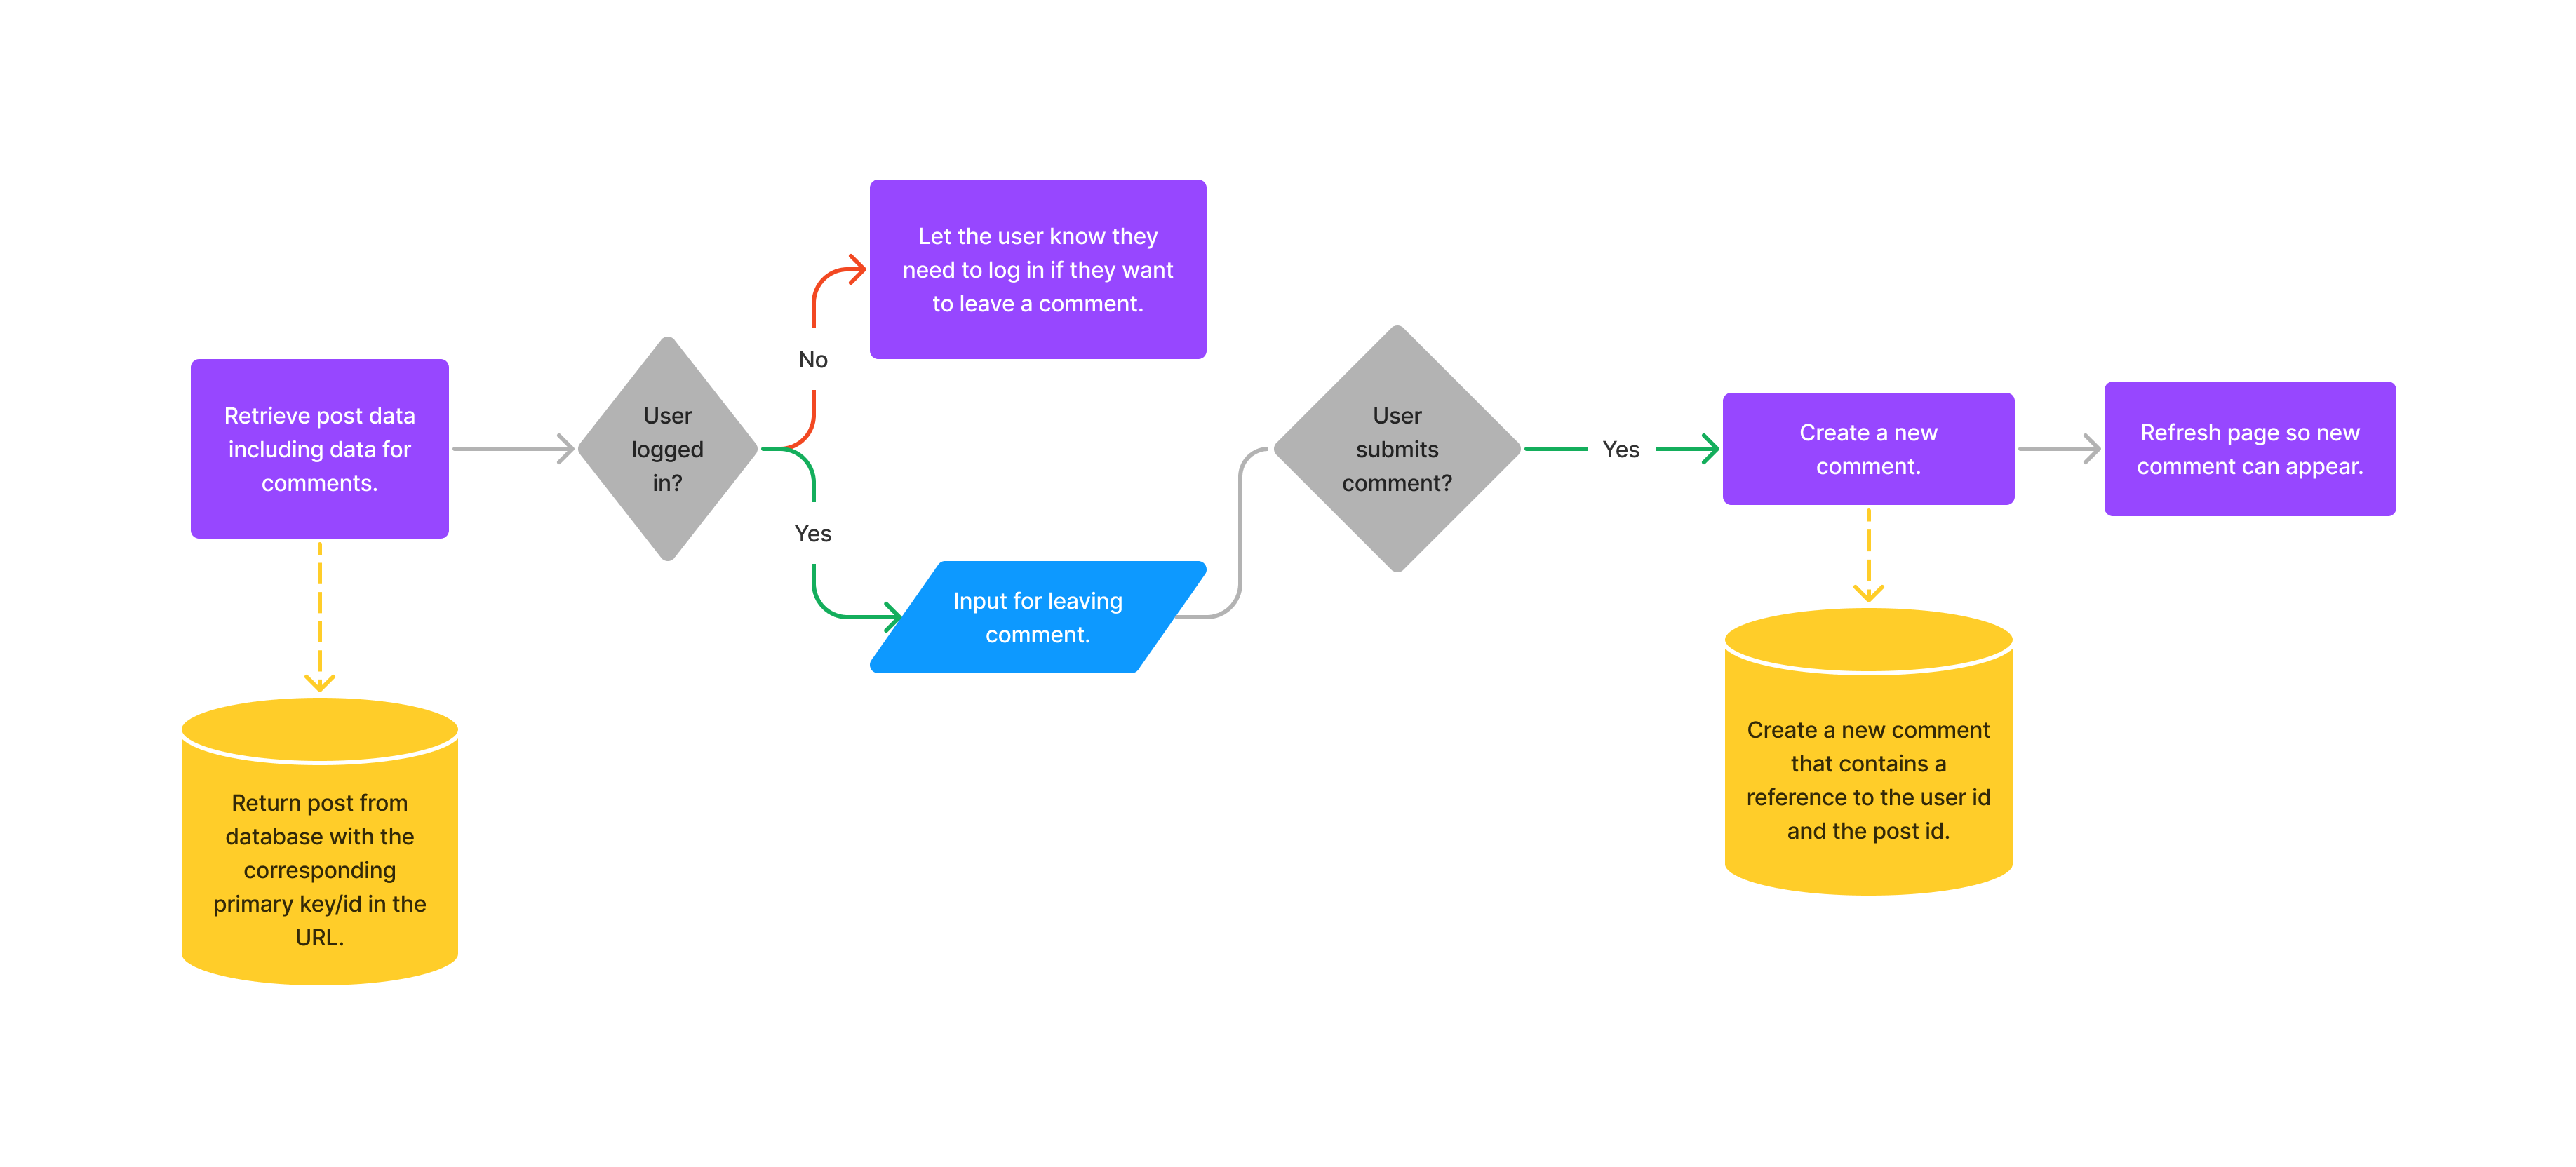 Retrieve post data
including data for
comments.
Return post from
database with the
corresponding
primary key/id in the
URL.
User
logged
in?
No
Let the user know they
need to log in if they want
to leave a comment.
Yes
Input for leaving
comment.
User
submits
comment?
Yes
Create a new
comment.
Create a new comment
that contains a
reference to the user id
and the post id.
Refresh page so new
comment can appear.